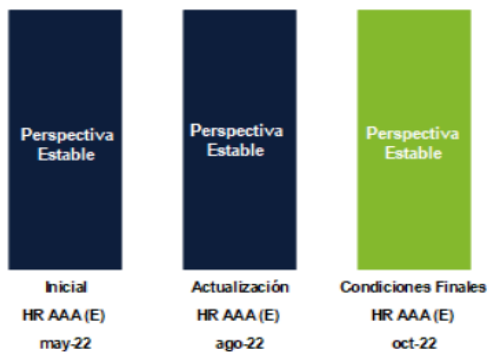 Perspectiva
Estable
Perspectiva
Estable
Perspectiva
Estable
Inicial
HR AAA (E)
may-22
Actualización
HR AAA (E)
ago-22
Condiciones Finales
HR AAA (E)
oct-22